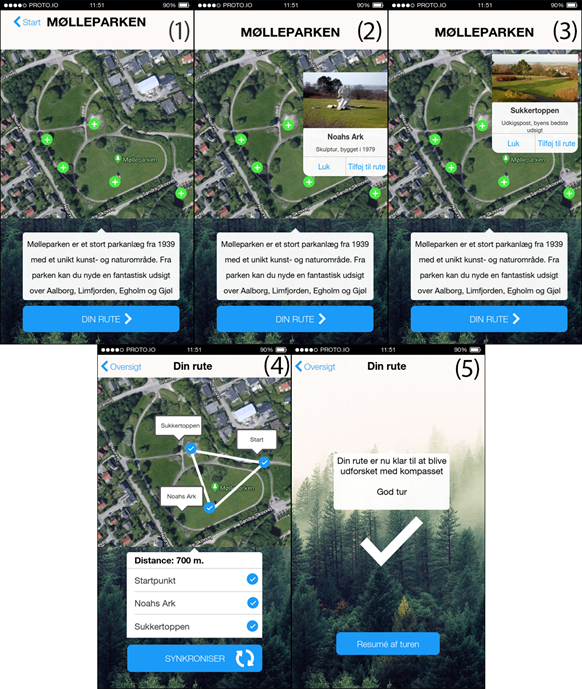 ●●●●○ PROTO.IO 11:51 90%
Start MØLLEPARKEN (1)
Mølleparken
Mølleparken er et stort parkanlæg fra 1939
med et unikt kunst- og naturområde. Fra
parken kan du nyde en fantastisk udsigt
over Aalborg, Limfjorden, Egholm og Gjøl
DIN RUTE
●●●●○ PROTO.IO 11:51 90%
MØLLEPARKEN (2)
Noahs Ark
Skulptur, bygget i 1979
Luk Tilføj til rute
Mølleparken er et stort parkanlæg fra 1939
med et unikt kunst- og naturområde. Fra
parken kan du nyde en fantastisk udsigt
over Aalborg, Limfjorden, Egholm og Gjøl
DIN RUTE
●●●●○ PROTO.IO 11:51 90%
MØLLEPARKEN (3)
Sukkertoppen
Udkigspost, byens bedste
udsigt
Luk Tilføj til rute
Mølleparken
Mølleparken er et stort parkanlæg fra 1939
med et unikt kunst- og naturområde. Fra
parken kan du nyde en fantastisk udsigt
over Aalborg, Limfjorden, Egholm og Gjøl
DIN RUTE
●●●●○ PROTO.IO 11:51 90%
Oversigt Din rute (4)
Sukkertoppen
Start
Noahs Ark
Distance: 700 m.
Startpunkt
Noahs Ark
Sukkertoppen
SYNKRONISER
●●●●○ PROTO.IO 11:51 90%
Oversigt Din rute (5)
Din rute er nu klar til at blive
udforsket med kompasset
God tur
Resumé af turen